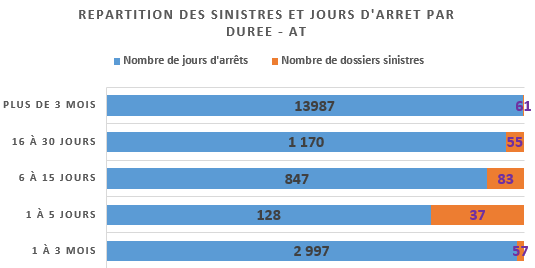 REPARTITION DES SINISTRES ET JOURS D'ARRET PAR
DUREE - AT
Nombre de jours d'arrêts Nombre de dossiers sinistres
PLUS DE 3 MOIS 13987 61
16 À 30 JOURS 1 170 55
6 À 15 JOURS 847 83
1 À 5 JOURS 128 37
1 À 3 MOIS 2 997 57